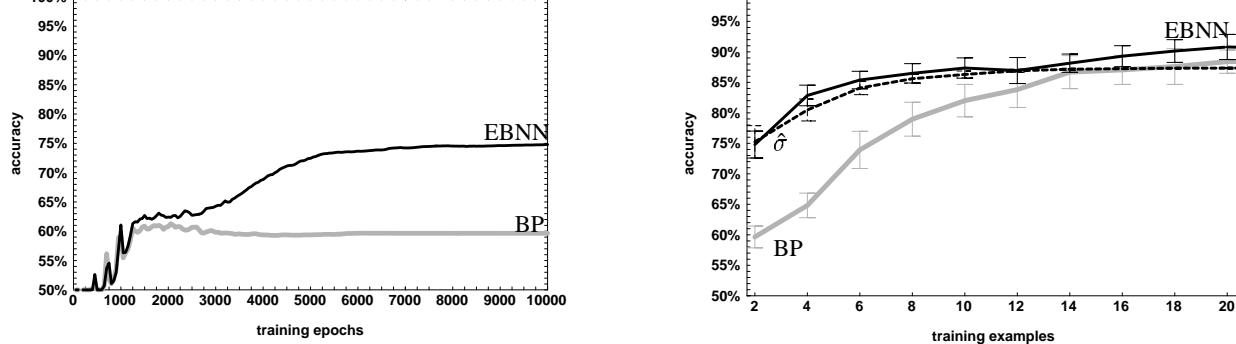 100%
95%
90%
85%
80%
75%
70%
65%
60%
55%
50%
accuracy
EBNN
BP
0 1000 2000 3000 4000 5000 6000 7000 8000 9000 10000
training epochs
95%
90%
85%
80%
75%
70%
65%
60%
55%
50%
accuracy
EBNN
σ̂
BP
2 4 6 8 10 12 14 16 18 20
training examples